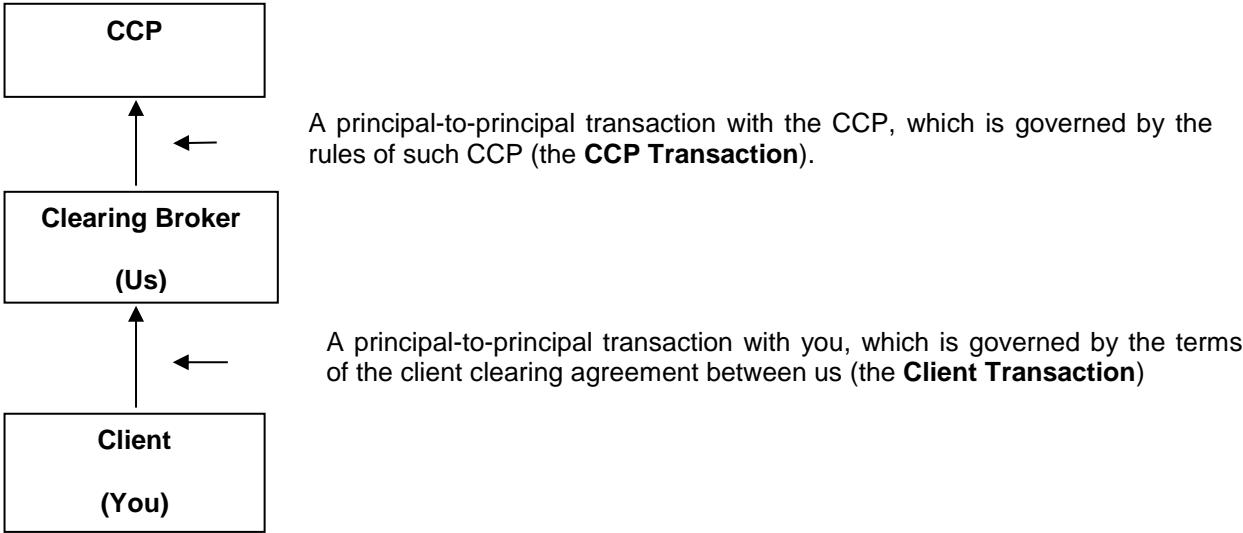 CCP
A principal-to-principal transaction with the CCP, which is governed by the
rules of such CCP (the CCP Transaction).
Clearing Broker
(Us)
A principal-to-principal transaction with you, which is governed by the terms
of the client clearing agreement between us (the Client Transaction)
Client
(You)